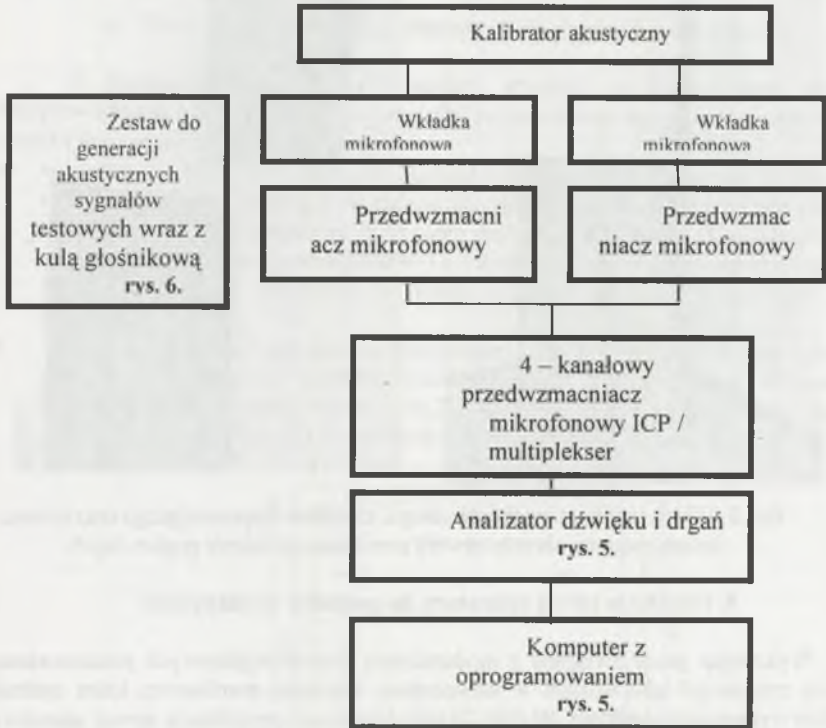 Kalibrator akustyczny
Zestaw do
generacji
akustycznych
sygnałów
testowych wraz z
kulą głośnikową
rys. 6.
Wkładka
mikrofonowa
Wkładka
mikrofonowa
Przedwzmacni
acz mikrofonowy
Przedwzmac
niacz mikrofonowy
4 – kanałowy
przedwzmacniacz
mikrofonowy ICP /
multiplekser
Analizator dźwięku i drgań
rys. 5.
Komputer z
oprogramowaniem
rys. 5.